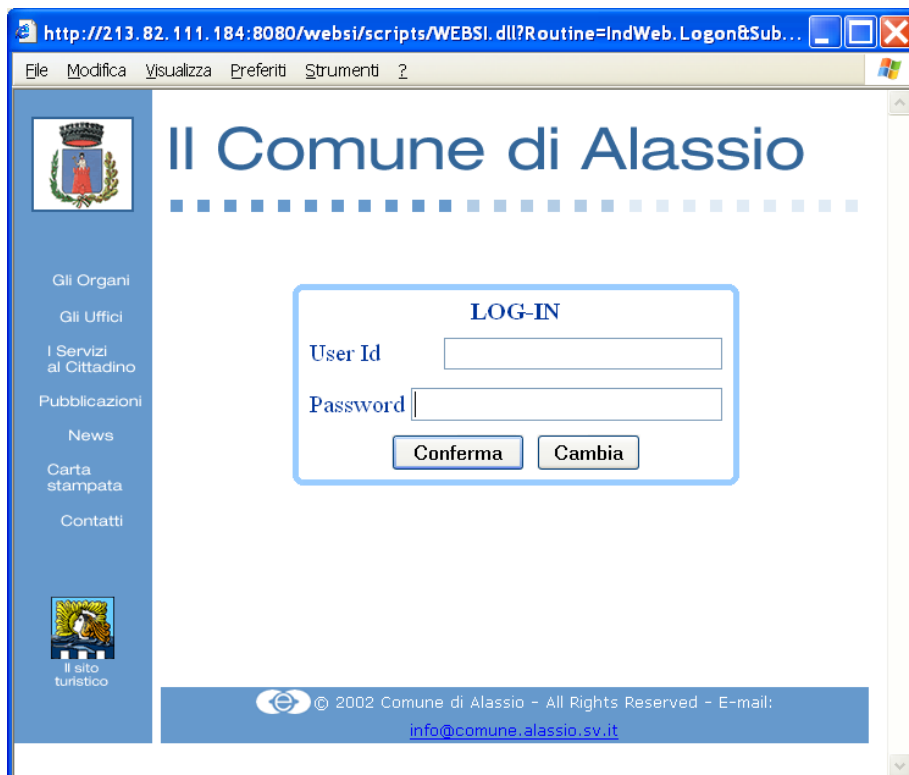 http://213.82.111.184:8080/websi/scripts/WEBSI.dll?Routine=IndWeb.Logon&Sub...
File Modifica Visualizza Preferiti Strumenti ?
Il Comune di Alassio
Gli Organi
Gli Uffici
I Servizi
al Cittadino
Pubblicazioni
News
Carta
stampata
Contatti
Il sito
turistico
LOG-IN
User Id
Password
Conferma Cambia
© 2002 Comune di Alassio - All Rights Reserved - E-mail:
info@comune.alassio.sv.it